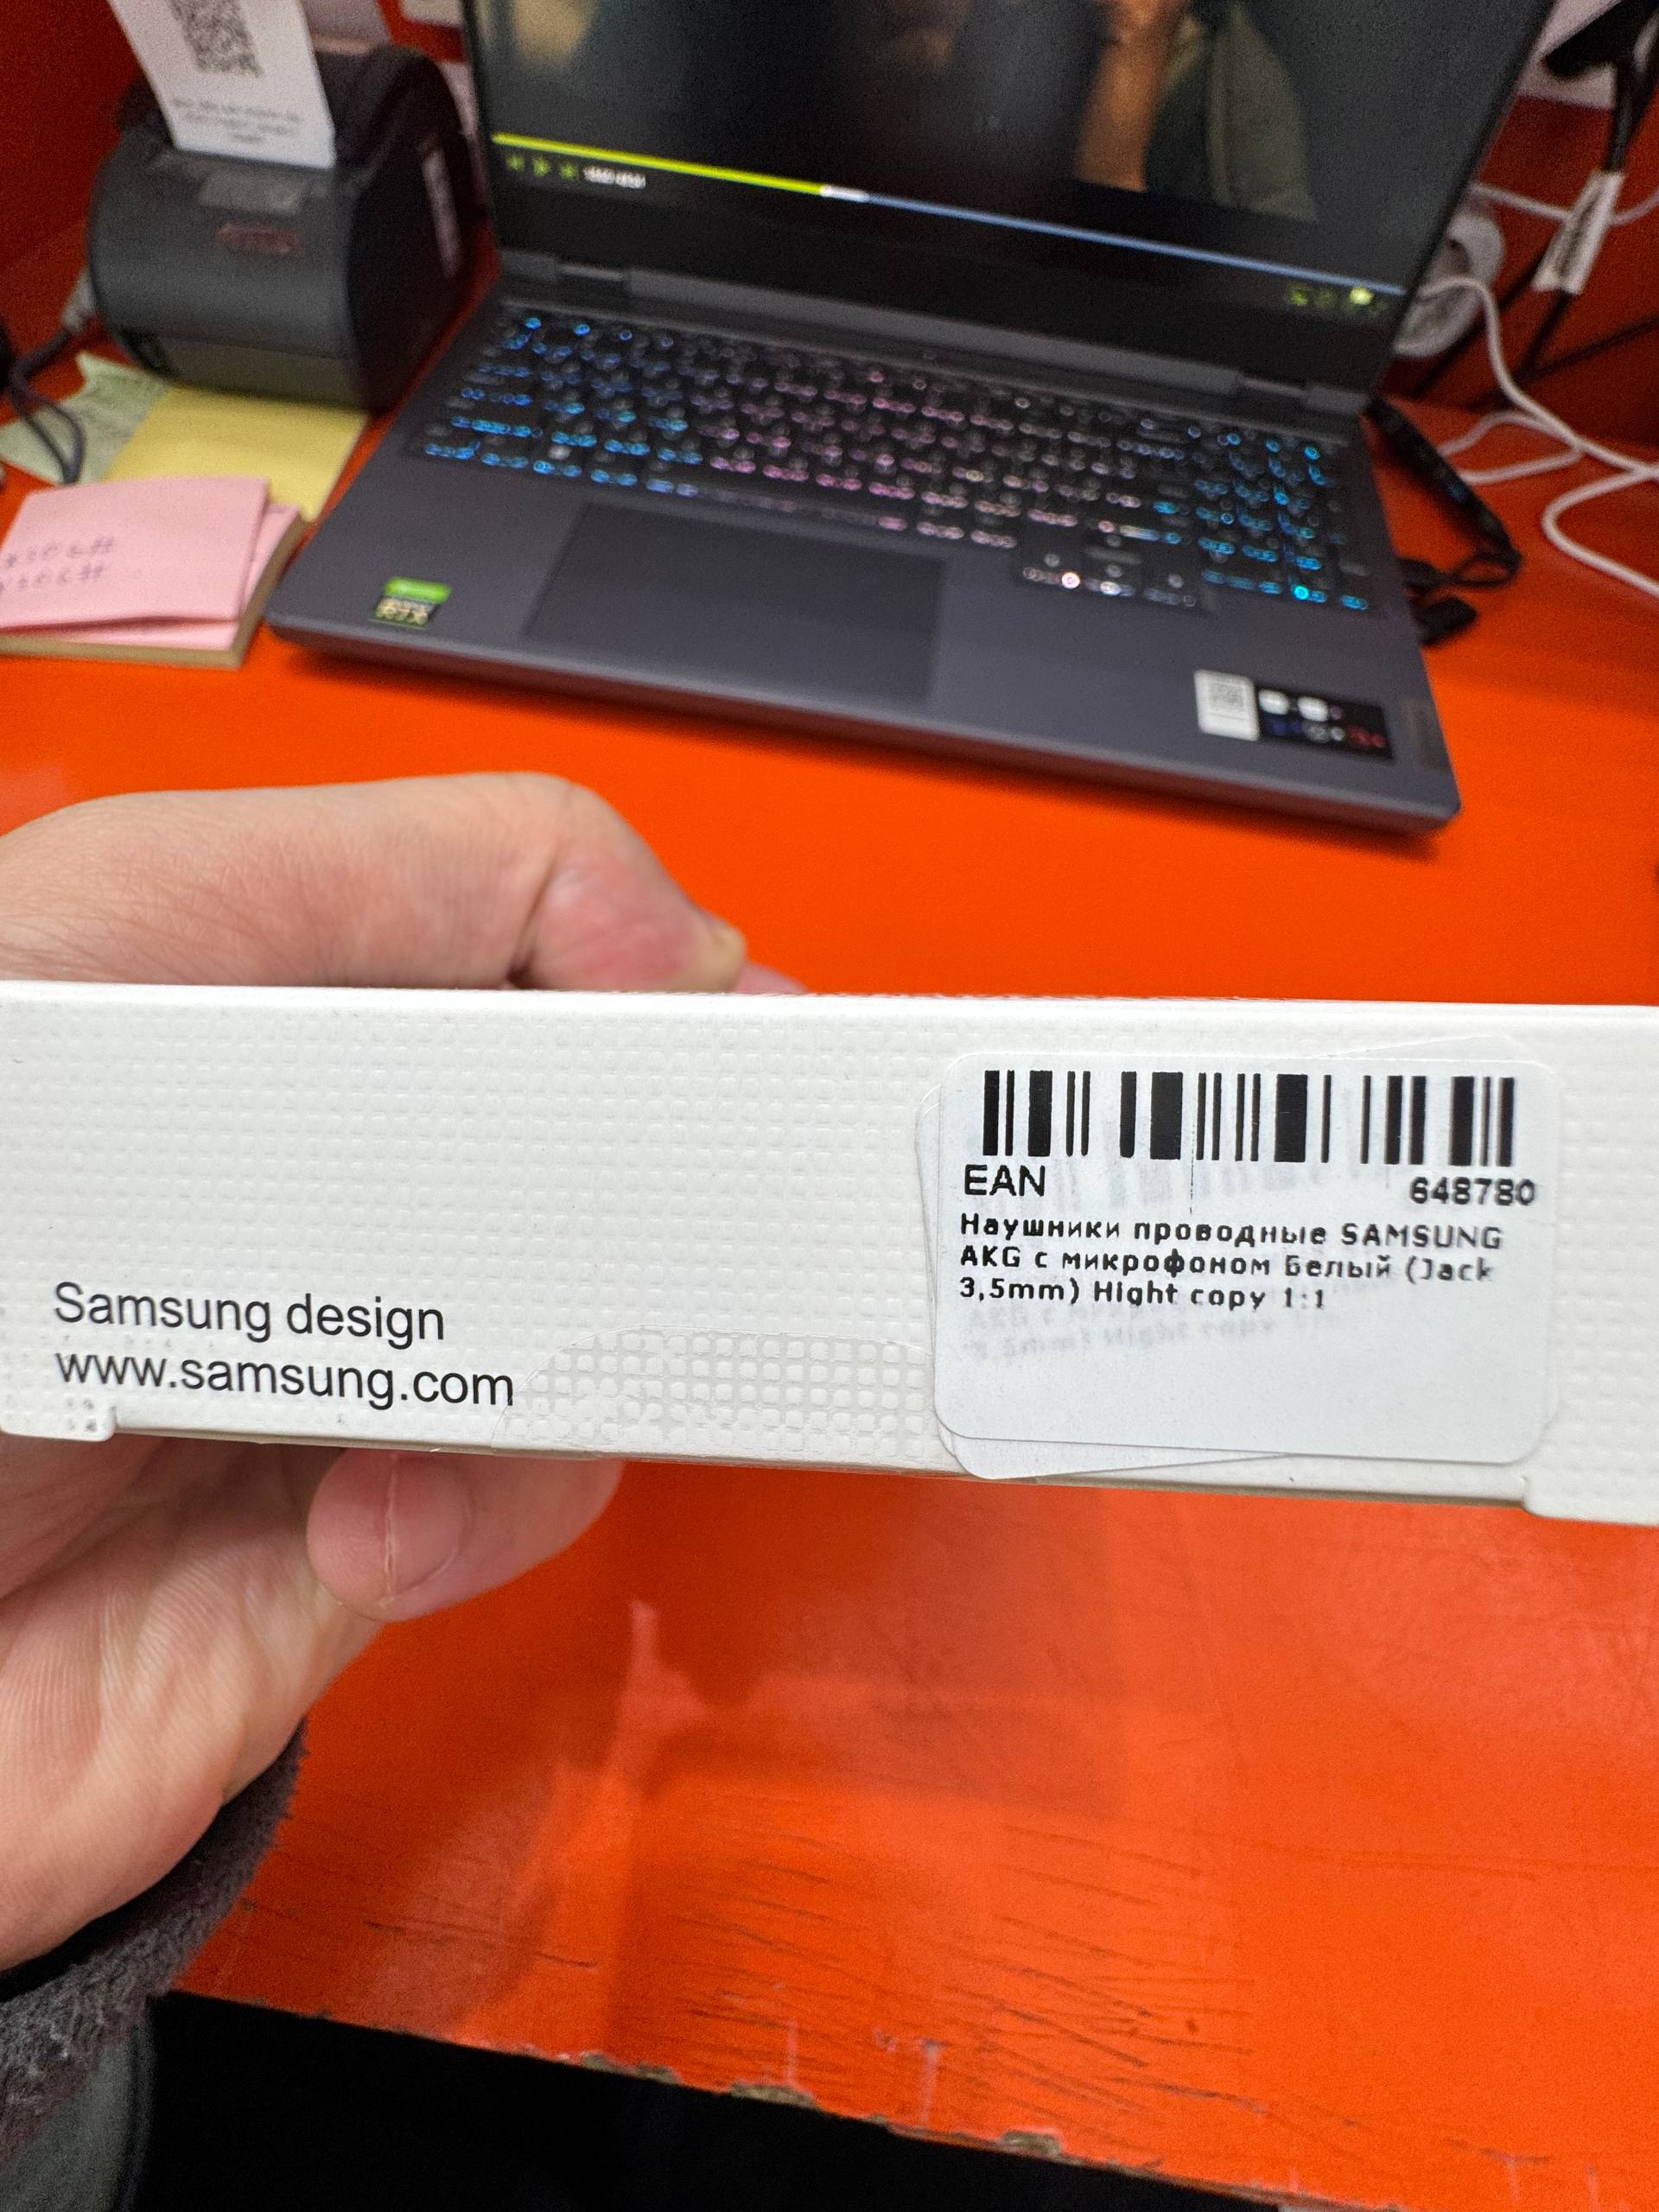 Samsung design
www.samsung.com
EAN
648780
Наушники проводные SAMSUNG
AKG с микрофоном Белый (Jack
3,5mm) Hight copy 1:1